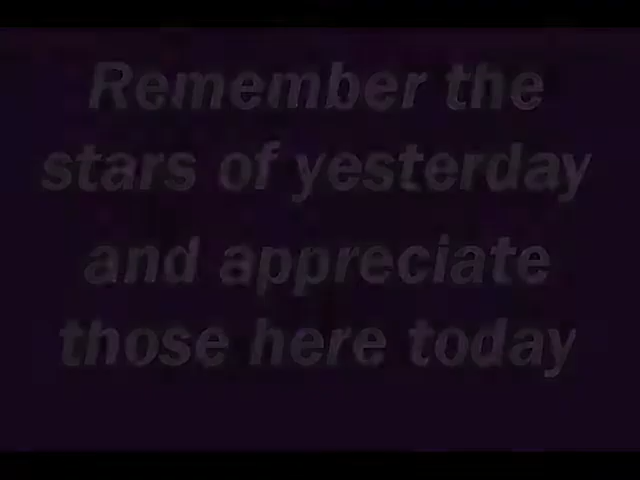 Remember the
stars of yesterday
and appreciate
those here today